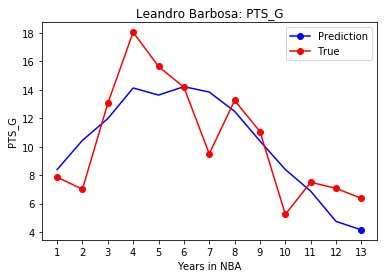 Leandro Barbosa: PTS_G
Prediction
True
PTS_G
18
16
14
12
10
8
6
4
1 2 3 4 5 6 7 8 9 10 11 12 13
Years in NBA